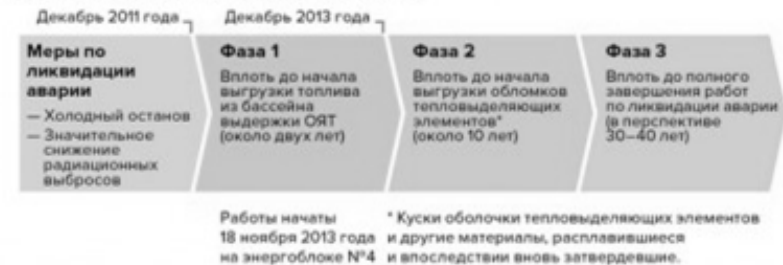 Декабрь 2011 года
Декабрь 2013 года
Меры по
ликвидации
аварии
— Холодный останов
— Значительное
снижение
радиационных
выбросов
Фаза 1
Вплоть до начала
выгрузки топлива
из бассейна
выдержки ОЯТ
(около двух лет)
Фаза 2
Вплоть до начала
выгрузки обломков
тепловыделяющих
элементов*
(около 10 лет)
Фаза 3
Вплоть до полного
завершения работ
по ликвидации аварии
(в перспективе
30–40 лет)
Работы начаты
18 ноября 2013 года
на энергоблоке №4
* Куски оболочки тепловыделяющих элементов
и другие материалы, расплавившиеся
и впоследствии вновь затвердевшие.